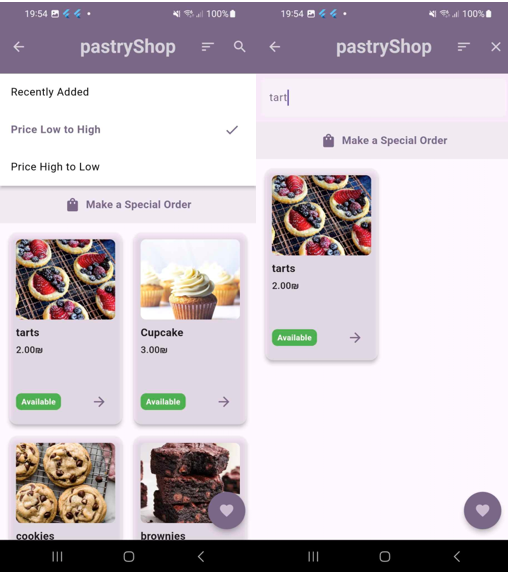 19:54 100%
pastryShop
Recently Added
Price Low to High
Price High to Low
Make a Special Order
tarts
2.00₪
Available
Cupcake
3.00₪
Available
cookies
brownies
19:54 100%
pastryShop
tart
Make a Special Order
tarts
2.00₪
Available